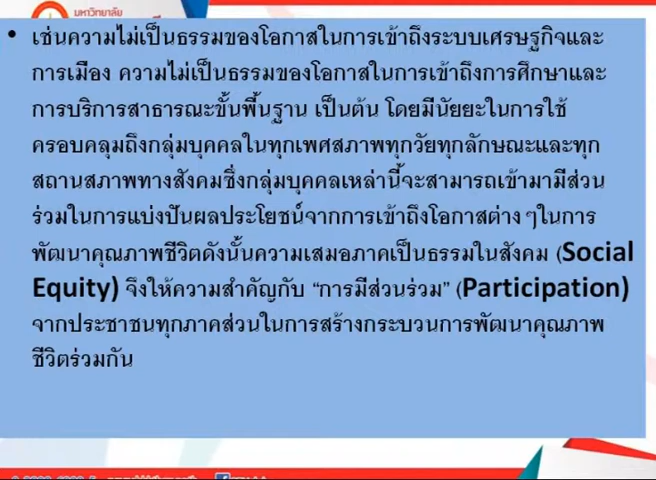 มหาวิทยาลัย
• เช่นความไม่เป็นธรรมของโอกาสในการเข้าถึงระบบเศรษฐกิจและ
การเมือง ความไม่เป็นธรรมของโอกาสในการเข้าถึงการศึกษาและ
การบริการสาธารณะขั้นพื้นฐาน เป็นต้น โดยมีนัยยะในการใช้
ครอบคลุมถึงกลุ่มบุคคลในทุกเพศสภาพทุกวัยทุกลักษณะและทุก
สถานสภาพทางสังคมซึ่งกลุ่มบุคคลเหล่านี้จะสามารถเข้ามามีส่วน
ร่วมในการแบ่งปันผลประโยชน์จากการเข้าถึงโอกาสต่าง ๆในการ
พัฒนาคุณภาพชีวิตดังนั้นความเสมอภาคเป็นธรรมในสังคม (Social
Equity) จึงให้ความสำคัญกับ “การมีส่วนร่วม” (Participation)
จากประชาชนทุกภาคส่วนในการสร้างกระบวนการพัฒนาคุณภาพ
ชีวิตร่วมกัน